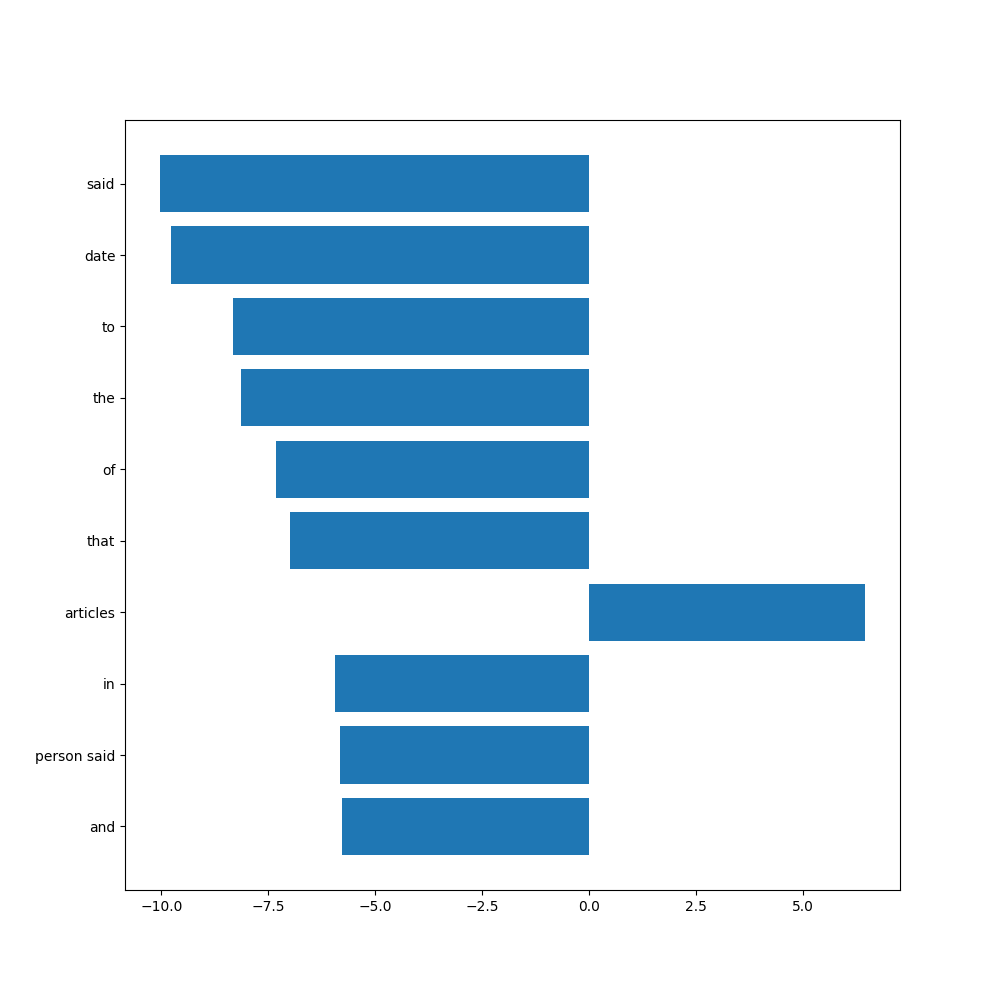 said
date
to
the
of
that
articles
in
person said
and
−10.0 −7.5 −5.0 −2.5 0.0 2.5 5.0